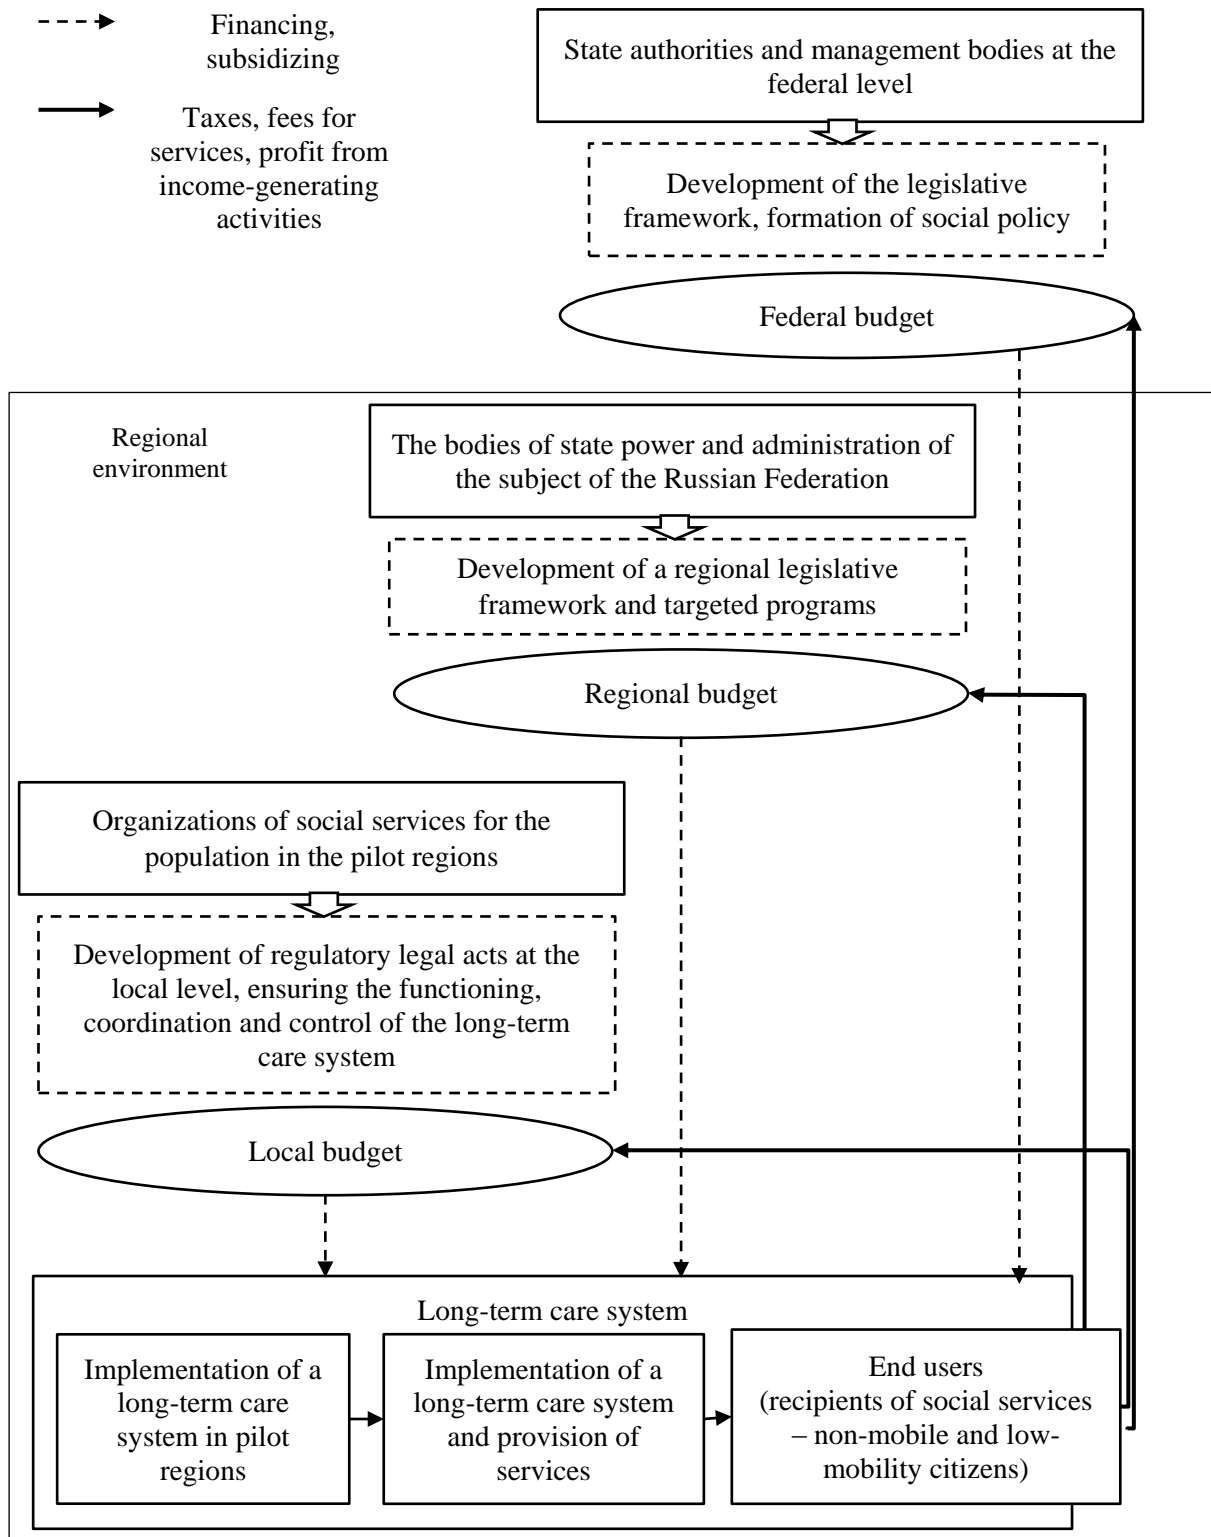 Financing,
subsidizing
Taxes, fees for
services, profit from
income-generating
activities
State authorities and management bodies at the
federal level
Development of the legislative
framework, formation of social policy
Federal budget
Regional
environment
The bodies of state power and administration of
the subject of the Russian Federation
Development of a regional legislative
framework and targeted programs
Regional budget
Organizations of social services for the
population in the pilot regions
Development of regulatory legal acts at the
local level, ensuring the functioning,
coordination and control of the long-term
care system
Local budget
Long-term care system
Implementation of a
long-term care
system in pilot
regions
Implementation of a
long-term care system
and provision of
services
End users
(recipients of social services
– non-mobile and low-
mobility citizens)